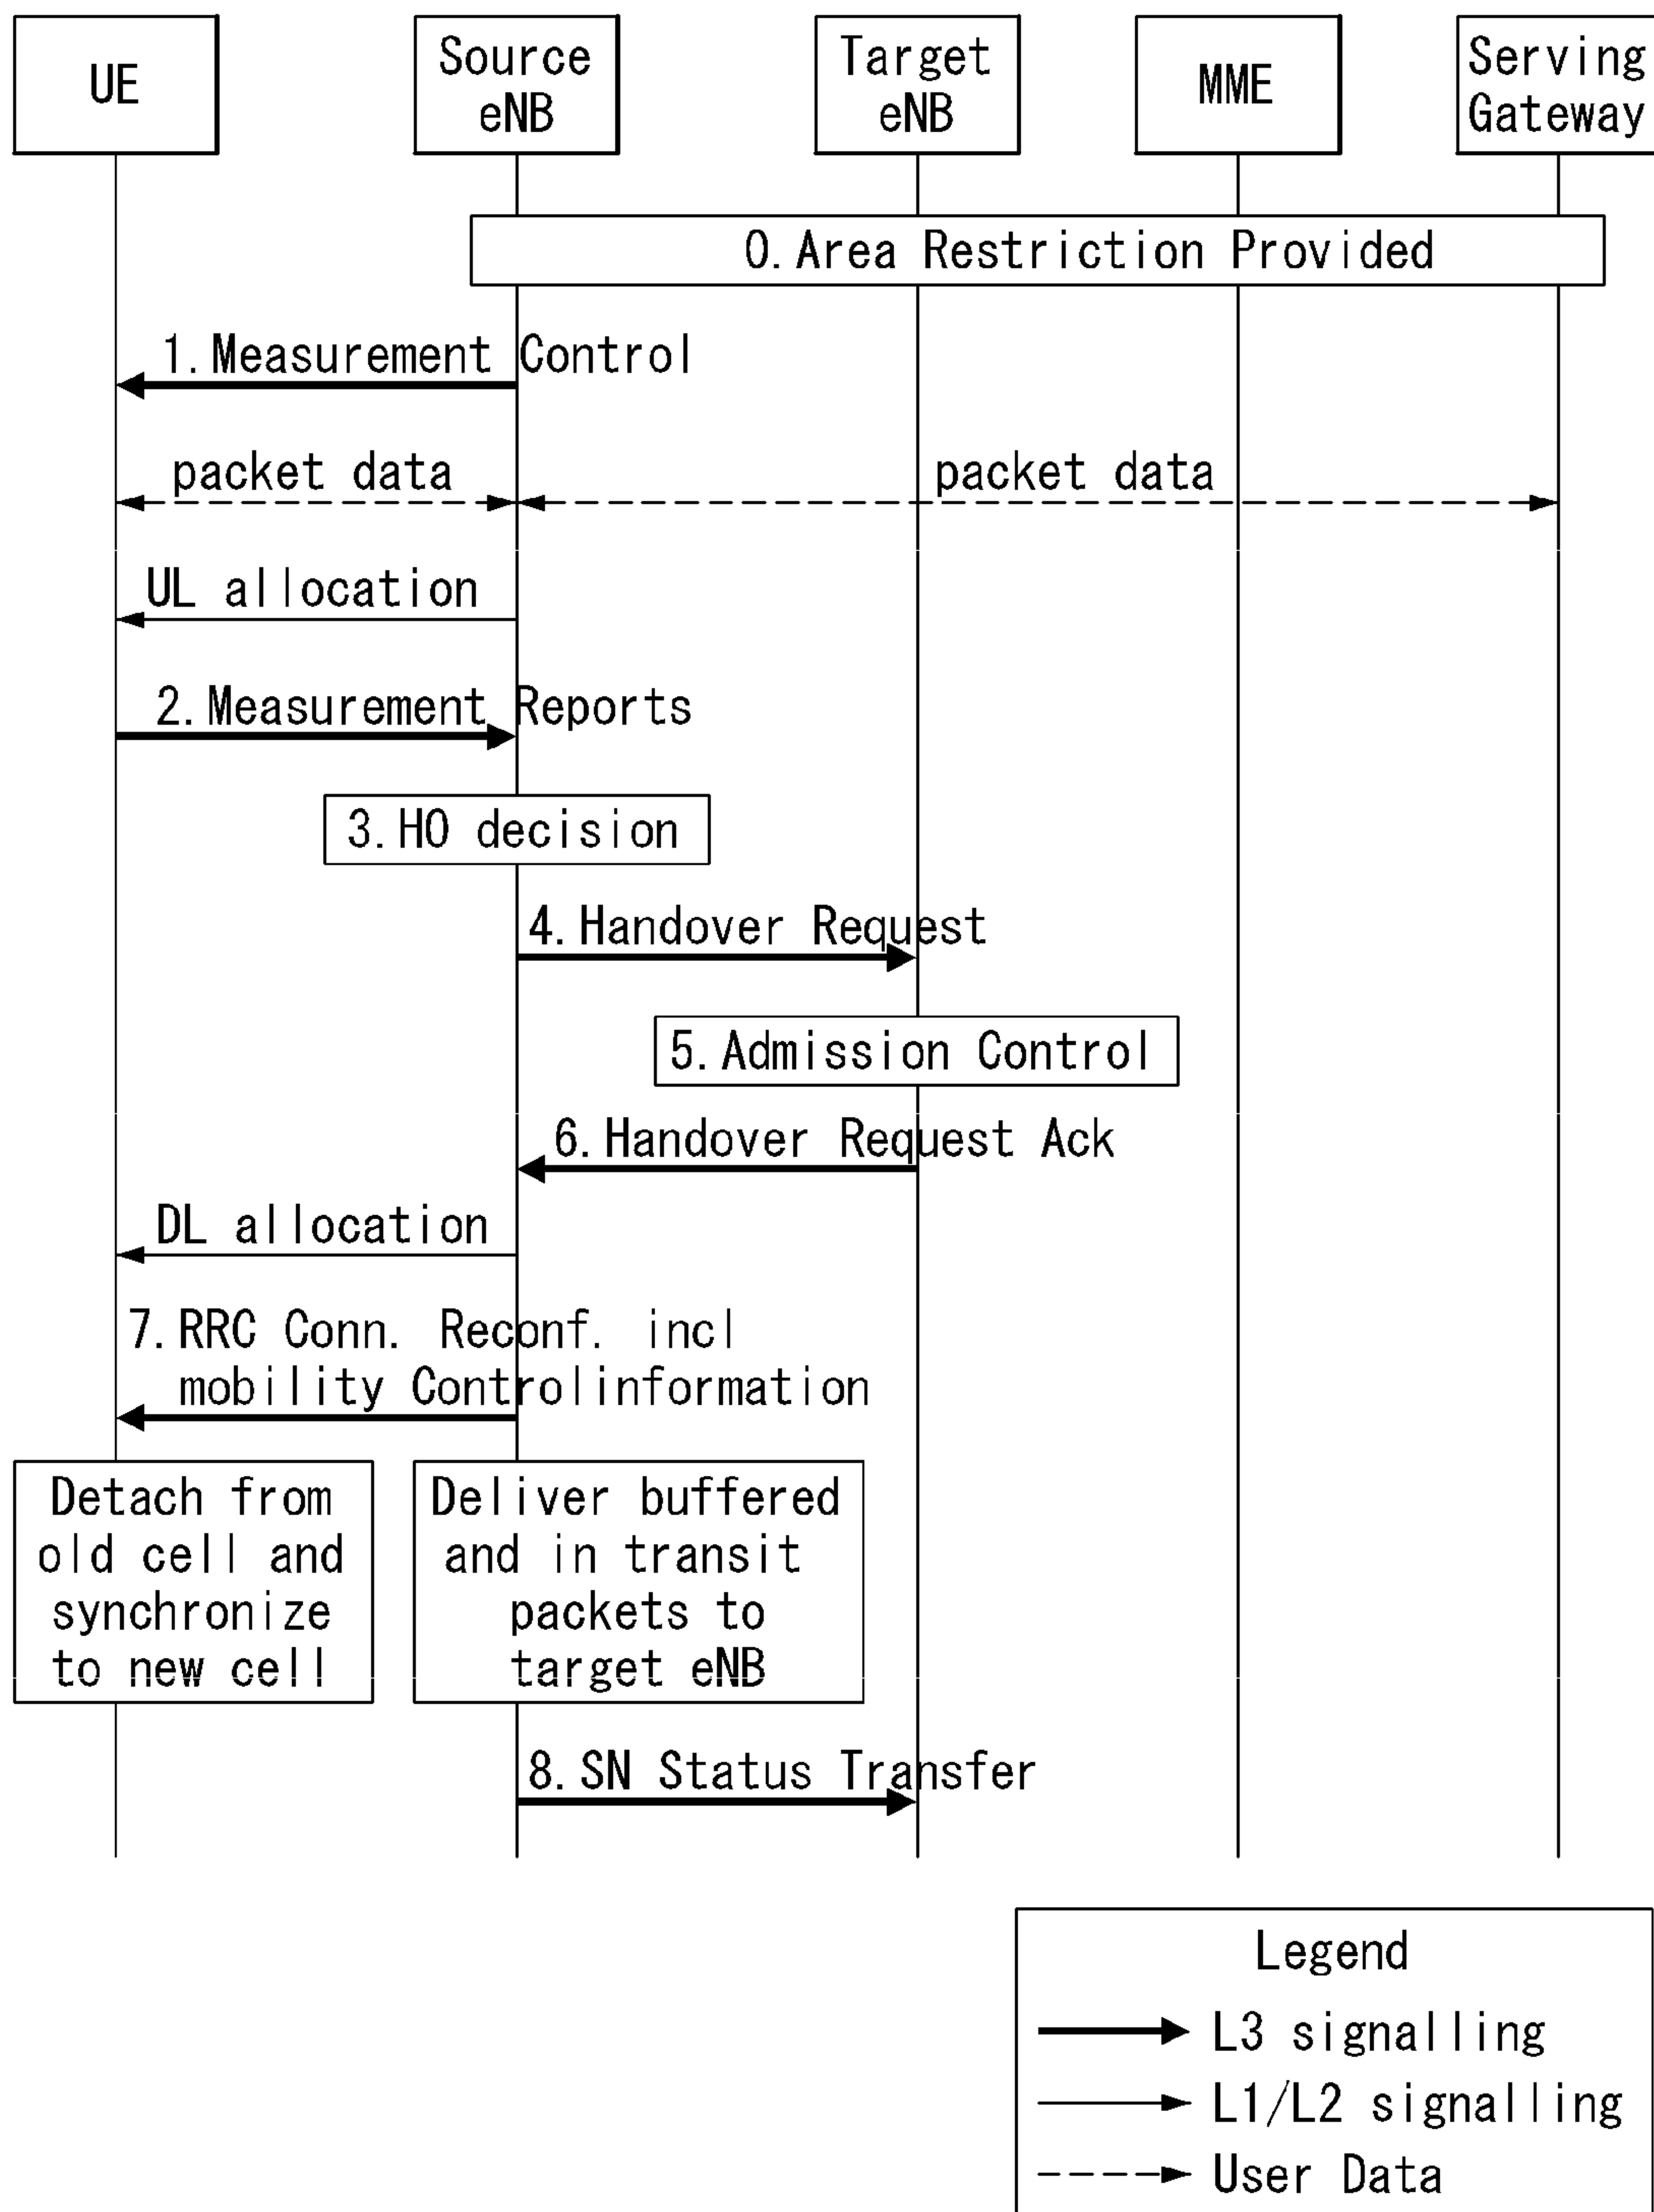 UE
Source
eNB
Target
eNB
MME
Serving
Gateway
0. Area Restriction Provided
1. Measurement Control
packet data
packet data
UL allocation
2. Measurement Reports
3. HO decision
4. Handover Request
5. Admission Control
6. Handover Request Ack
DL allocation
7. RRC Conn. Reconf. incl
mobility Controlinformation
Detach from
old cell and
synchronize
to new cell
Deliver buffered
and in transit
packets to
target eNB
8. SN Status Transfer
Legend
L3 signalling
L1/L2 signalling
User Data